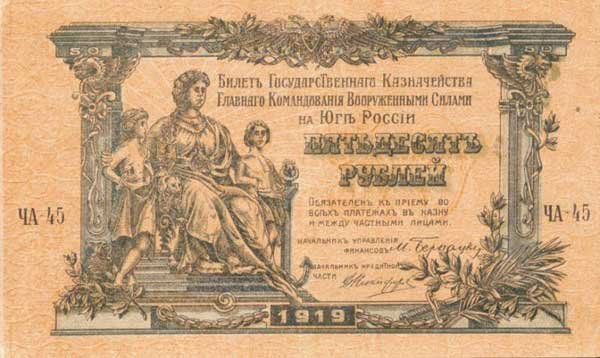 50 50
БИЛЕТЪ ГОСУДАРСТВЕННАГО КАЗНАЧЕЙСТВА
ГЛАВНАГО КОМАНДОВАНІЯ ВООРУЖЕННЫМИ СИЛАМИ
НА ЮГѢ РОССІИ
ПЯТЬДЕСЯТЪ
РУБЛЕЙ
ОБЯЗАТЕЛЕНЪ КЪ ПРІЕМУ ВО
ВСѢХЪ ПЛАТЕЖАХЪ ВЪ КАЗНУ
И МЕЖДУ ЧАСТНЫМИ ЛИЦАМИ.
ЧА-45 ЧА-45
НАЧАЛЬНИКЪ УПРАВЛЕНІЯ
ФИНАНСОВЪ
НАЧАЛЬНИКЪ КРЕДИТНОЙ
ЧАСТИ
1919